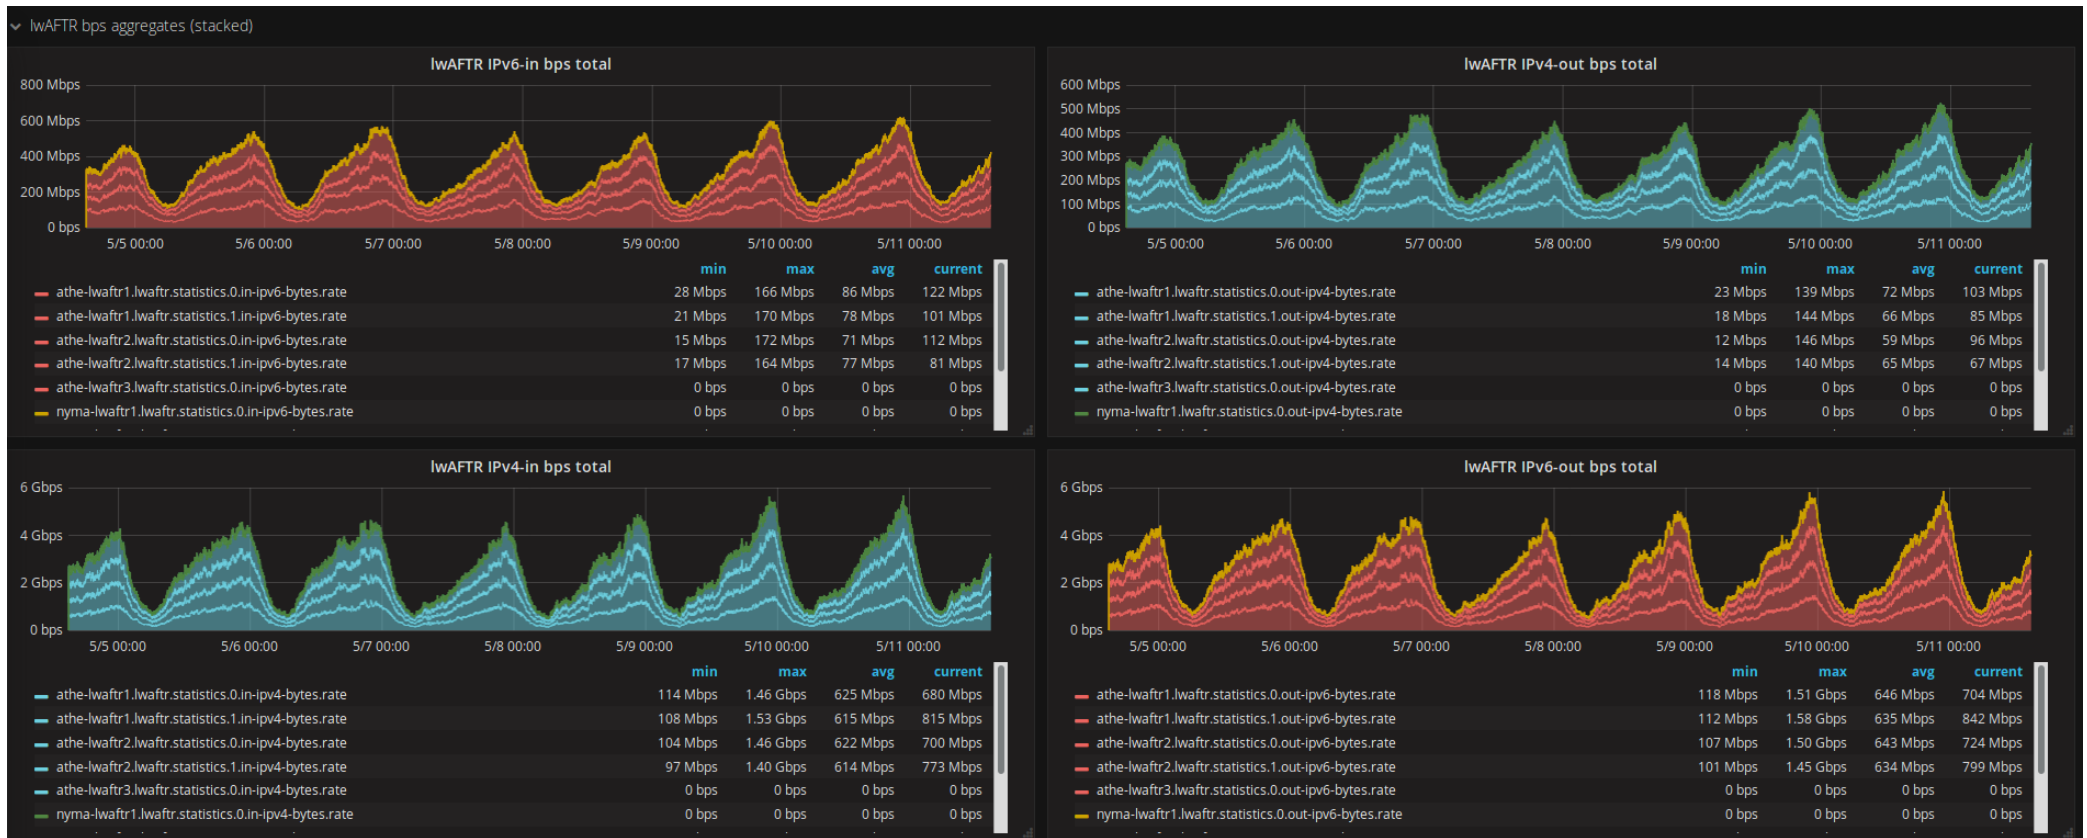 lwAFTR bps aggregates (stacked)
lwAFTR IPv6-in bps total
800 Mbps
600 Mbps
400 Mbps
200 Mbps
0 bps
5/5 00:00 5/6 00:00 5/7 00:00 5/8 00:00 5/9 00:00 5/10 00:00 5/11 00:00
min max avg current
athe-lwaftr1.lwaftr.statistics.0.in-ipv6-bytes.rate 28 Mbps 166 Mbps 86 Mbps 122 Mbps
athe-lwaftr1.lwaftr.statistics.1.in-ipv6-bytes.rate 21 Mbps 170 Mbps 78 Mbps 101 Mbps
athe-lwaftr2.lwaftr.statistics.0.in-ipv6-bytes.rate 15 Mbps 172 Mbps 71 Mbps 112 Mbps
athe-lwaftr2.lwaftr.statistics.1.in-ipv6-bytes.rate 17 Mbps 164 Mbps 77 Mbps 81 Mbps
athe-lwaftr3.lwaftr.statistics.0.in-ipv6-bytes.rate 0 bps 0 bps 0 bps 0 bps
nyma-lwaftr1.lwaftr.statistics.0.in-ipv6-bytes.rate 0 bps 0 bps 0 bps 0 bps
lwAFTR IPv4-out bps total
600 Mbps
500 Mbps
400 Mbps
300 Mbps
200 Mbps
100 Mbps
0 bps
5/5 00:00 5/6 00:00 5/7 00:00 5/8 00:00 5/9 00:00 5/10 00:00 5/11 00:00
min max avg current
athe-lwaftr1.lwaftr.statistics.0.out-ipv4-bytes.rate 23 Mbps 139 Mbps 72 Mbps 103 Mbps
athe-lwaftr1.lwaftr.statistics.1.out-ipv4-bytes.rate 18 Mbps 144 Mbps 66 Mbps 85 Mbps
athe-lwaftr2.lwaftr.statistics.0.out-ipv4-bytes.rate 12 Mbps 146 Mbps 59 Mbps 96 Mbps
athe-lwaftr2.lwaftr.statistics.1.out-ipv4-bytes.rate 14 Mbps 140 Mbps 65 Mbps 67 Mbps
athe-lwaftr3.lwaftr.statistics.0.out-ipv4-bytes.rate 0 bps 0 bps 0 bps 0 bps
nyma-lwaftr1.lwaftr.statistics.0.out-ipv4-bytes.rate 0 bps 0 bps 0 bps 0 bps
lwAFTR IPv4-in bps total
6 Gbps
4 Gbps
2 Gbps
0 bps
5/5 00:00 5/6 00:00 5/7 00:00 5/8 00:00 5/9 00:00 5/10 00:00 5/11 00:00
min max avg current
athe-lwaftr1.lwaftr.statistics.0.in-ipv4-bytes.rate 114 Mbps 1.46 Gbps 625 Mbps 680 Mbps
athe-lwaftr1.lwaftr.statistics.1.in-ipv4-bytes.rate 108 Mbps 1.53 Gbps 615 Mbps 815 Mbps
athe-lwaftr2.lwaftr.statistics.0.in-ipv4-bytes.rate 104 Mbps 1.46 Gbps 622 Mbps 700 Mbps
athe-lwaftr2.lwaftr.statistics.1.in-ipv4-bytes.rate 97 Mbps 1.40 Gbps 614 Mbps 773 Mbps
athe-lwaftr3.lwaftr.statistics.0.in-ipv4-bytes.rate 0 bps 0 bps 0 bps 0 bps
nyma-lwaftr1.lwaftr.statistics.0.in-ipv4-bytes.rate 0 bps 0 bps 0 bps 0 bps
lwAFTR IPv6-out bps total
6 Gbps
4 Gbps
2 Gbps
0 bps
5/5 00:00 5/6 00:00 5/7 00:00 5/8 00:00 5/9 00:00 5/10 00:00 5/11 00:00
min max avg current
athe-lwaftr1.lwaftr.statistics.0.out-ipv6-bytes.rate 118 Mbps 1.51 Gbps 646 Mbps 704 Mbps
athe-lwaftr1.lwaftr.statistics.1.out-ipv6-bytes.rate 112 Mbps 1.58 Gbps 635 Mbps 842 Mbps
athe-lwaftr2.lwaftr.statistics.0.out-ipv6-bytes.rate 107 Mbps 1.50 Gbps 643 Mbps 724 Mbps
athe-lwaftr2.lwaftr.statistics.1.out-ipv6-bytes.rate 101 Mbps 1.45 Gbps 634 Mbps 799 Mbps
athe-lwaftr3.lwaftr.statistics.0.out-ipv6-bytes.rate 0 bps 0 bps 0 bps 0 bps
nyma-lwaftr1.lwaftr.statistics.0.out-ipv6-bytes.rate 0 bps 0 bps 0 bps 0 bps